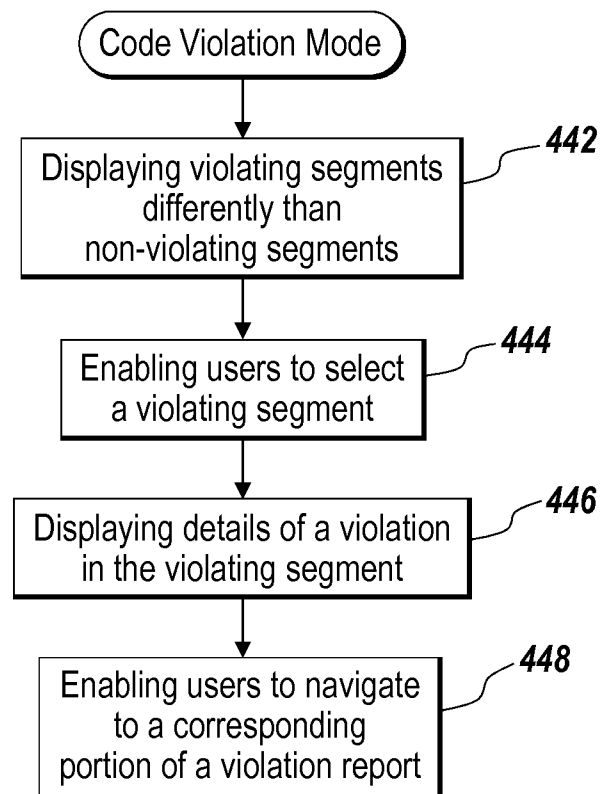 Code Violation Mode
442
Displaying violating segments
differently than
non-violating segments
444
Enabling users to select
a violating segment
446
Displaying details of a violation
in the violating segment
448
Enabling users to navigate
to a corresponding
portion of a violation report